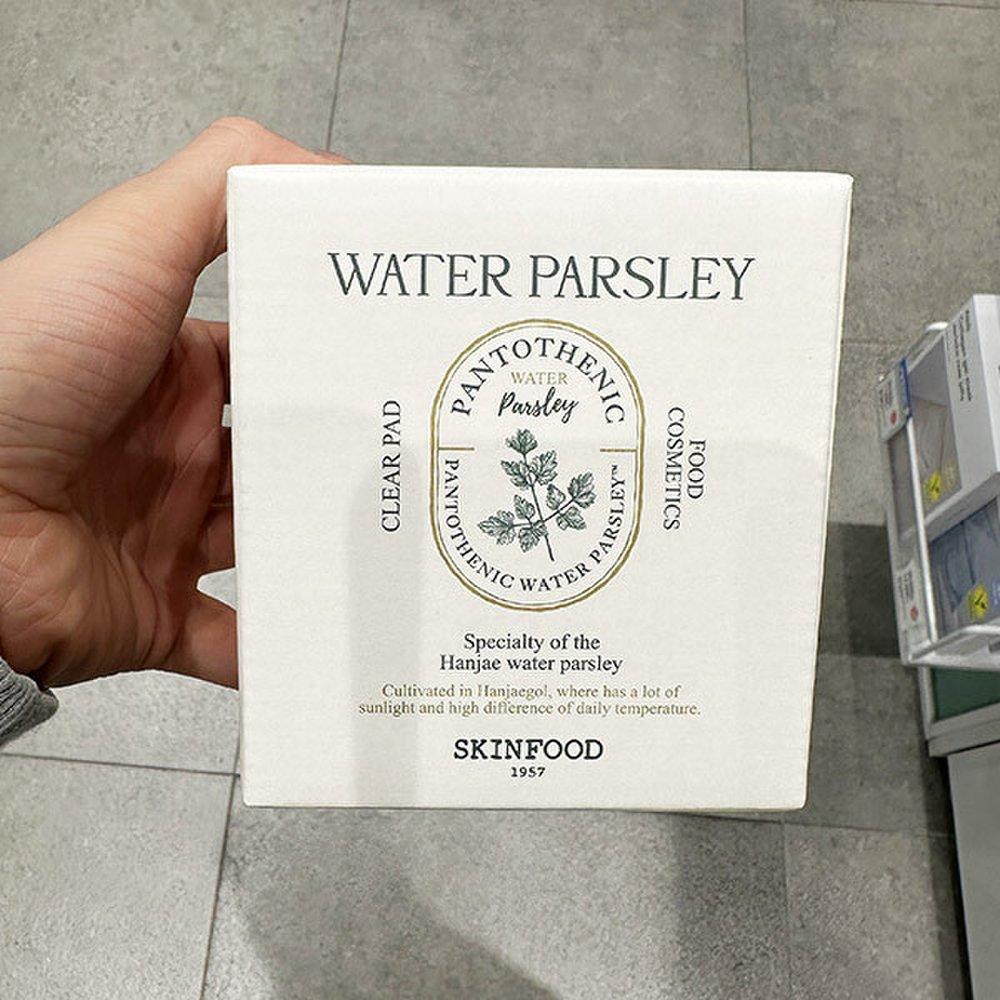 WATER PARSLEY
PANTOTHENIC
WATER
Parsley
CLEAR PAD
FOOD
COSMETICS
PANTOTHENIC WATER PARSLEY™
Specialty of the
Hanjae water parsley
Cultivated in Hanjaegol, where has a lot of
sunlight and high difference of daily temperature.
SKINFOOD
1957